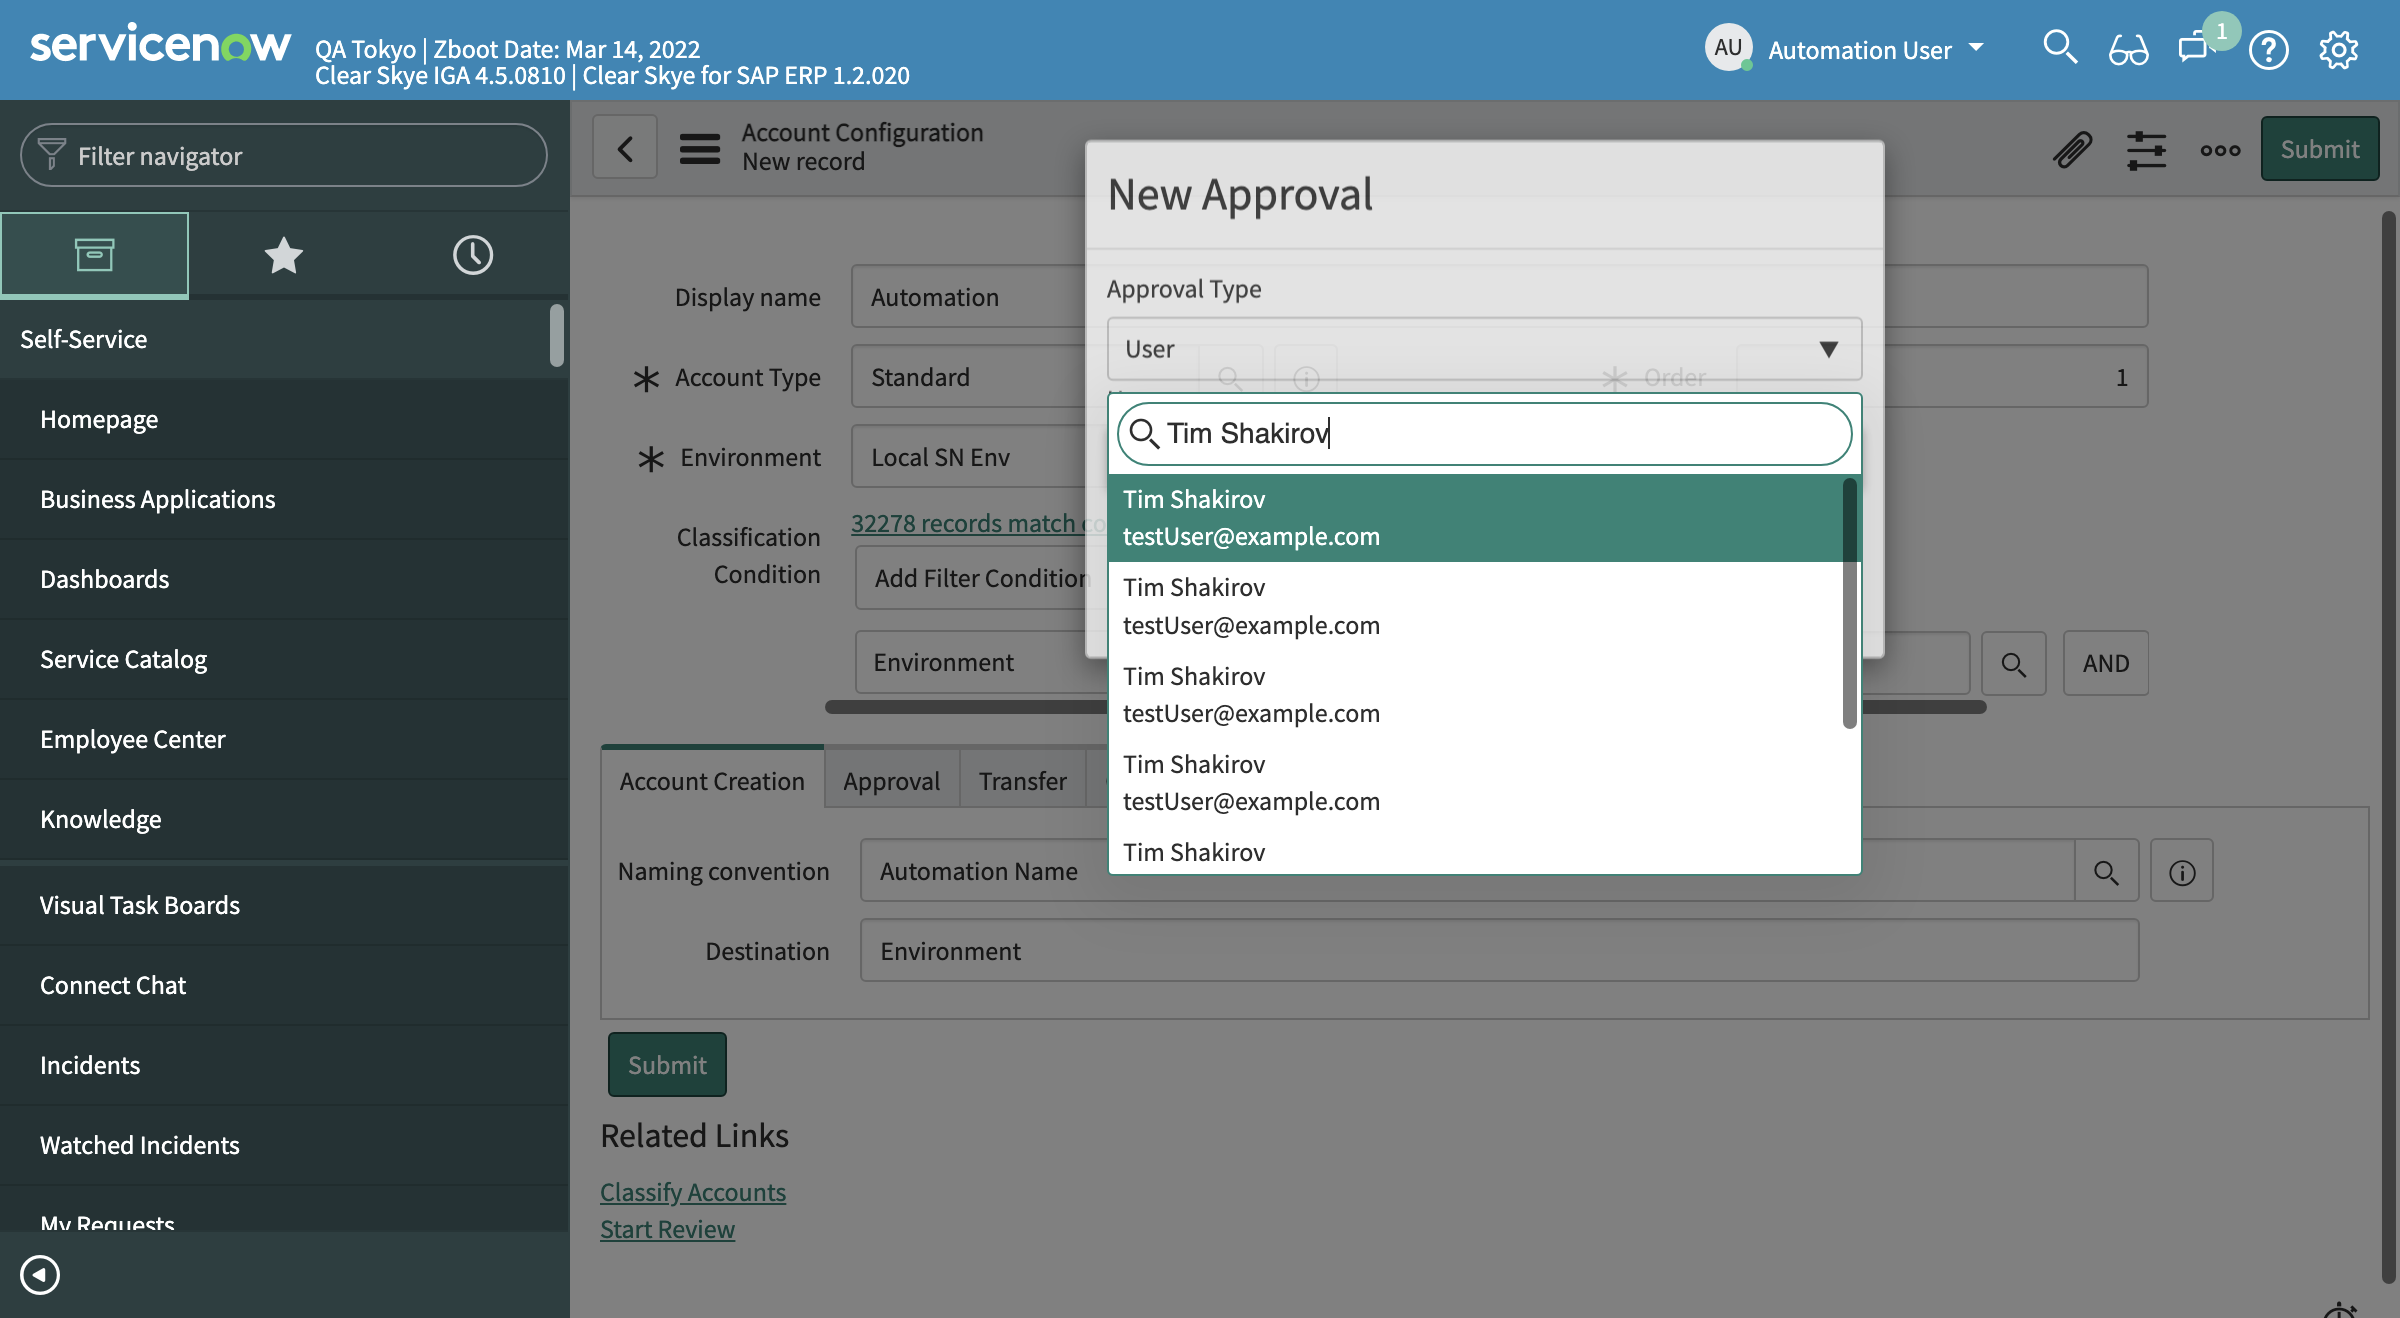 servicenow
QA Tokyo | Zboot Date: Mar 14, 2022
Clear Skye IGA 4.5.0810 | Clear Skye for SAP ERP 1.2.020
AU
Automation User
1
Filter navigator
Self-Service
Homepage
Business Applications
Dashboards
Service Catalog
Employee Center
Knowledge
Visual Task Boards
Connect Chat
Incidents
Watched Incidents
My Requests
Account Configuration
New record
Submit
Display name
Automation
Account Type
Standard
Order
1
Environment
Local SN Env
Classification
Condition
32278 records match co
Add Filter Condition
Environment
AND
New Approval
Approval Type
User
Tim Shakirov
Tim Shakirov
testUser@example.com
Tim Shakirov
testUser@example.com
Tim Shakirov
testUser@example.com
Tim Shakirov
testUser@example.com
Tim Shakirov
Account Creation
Approval
Transfer
Naming convention
Automation Name
Destination
Environment
Submit
Related Links
Classify Accounts
Start Review